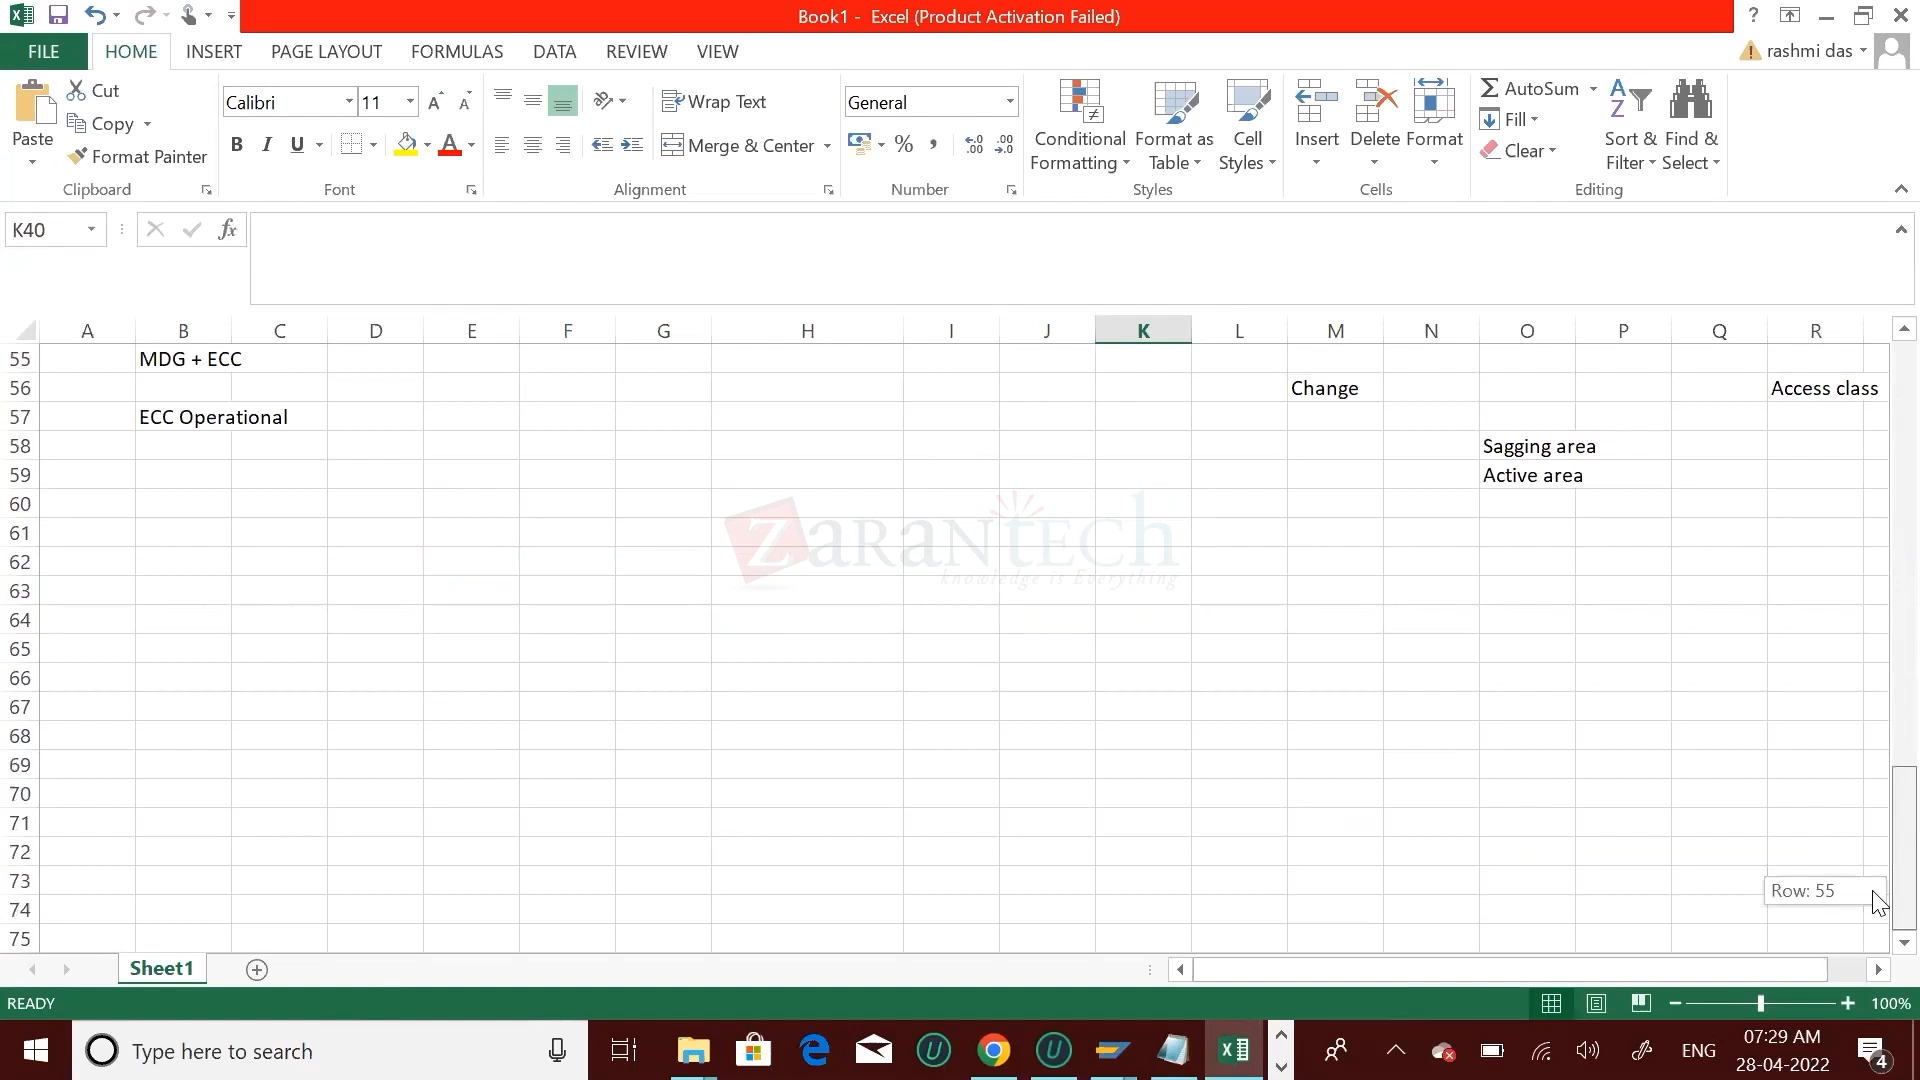 Book1 - Excel (Product Activation Failed)
?
FILE HOME INSERT PAGE LAYOUT FORMULAS DATA REVIEW VIEW
rashmi das
Paste
Cut
Copy
Format Painter
Clipboard
Calibri 11
B I U
Font
Wrap Text
Merge & Center
Alignment
General
%
Number
Conditional Formatting
Format as Table
Cell Styles
Styles
Insert Delete Format
Cells
AutoSum
Fill
Clear
Sort & Filter
Find & Select
Editing
K40
fx
A B C D E F G H I J K L M N O P Q R
55 MDG + ECC
56 Change Access class
57 ECC Operational
58 Sagging area
59 Active area
60
61
62
63
64
65
66
67
68
69
70
71
72
73
74
75
zaranTech
knowledge is Everything
Row: 55
Sheet1
READY
100%
Type here to search
ENG
07:29 AM
28-04-2022
4